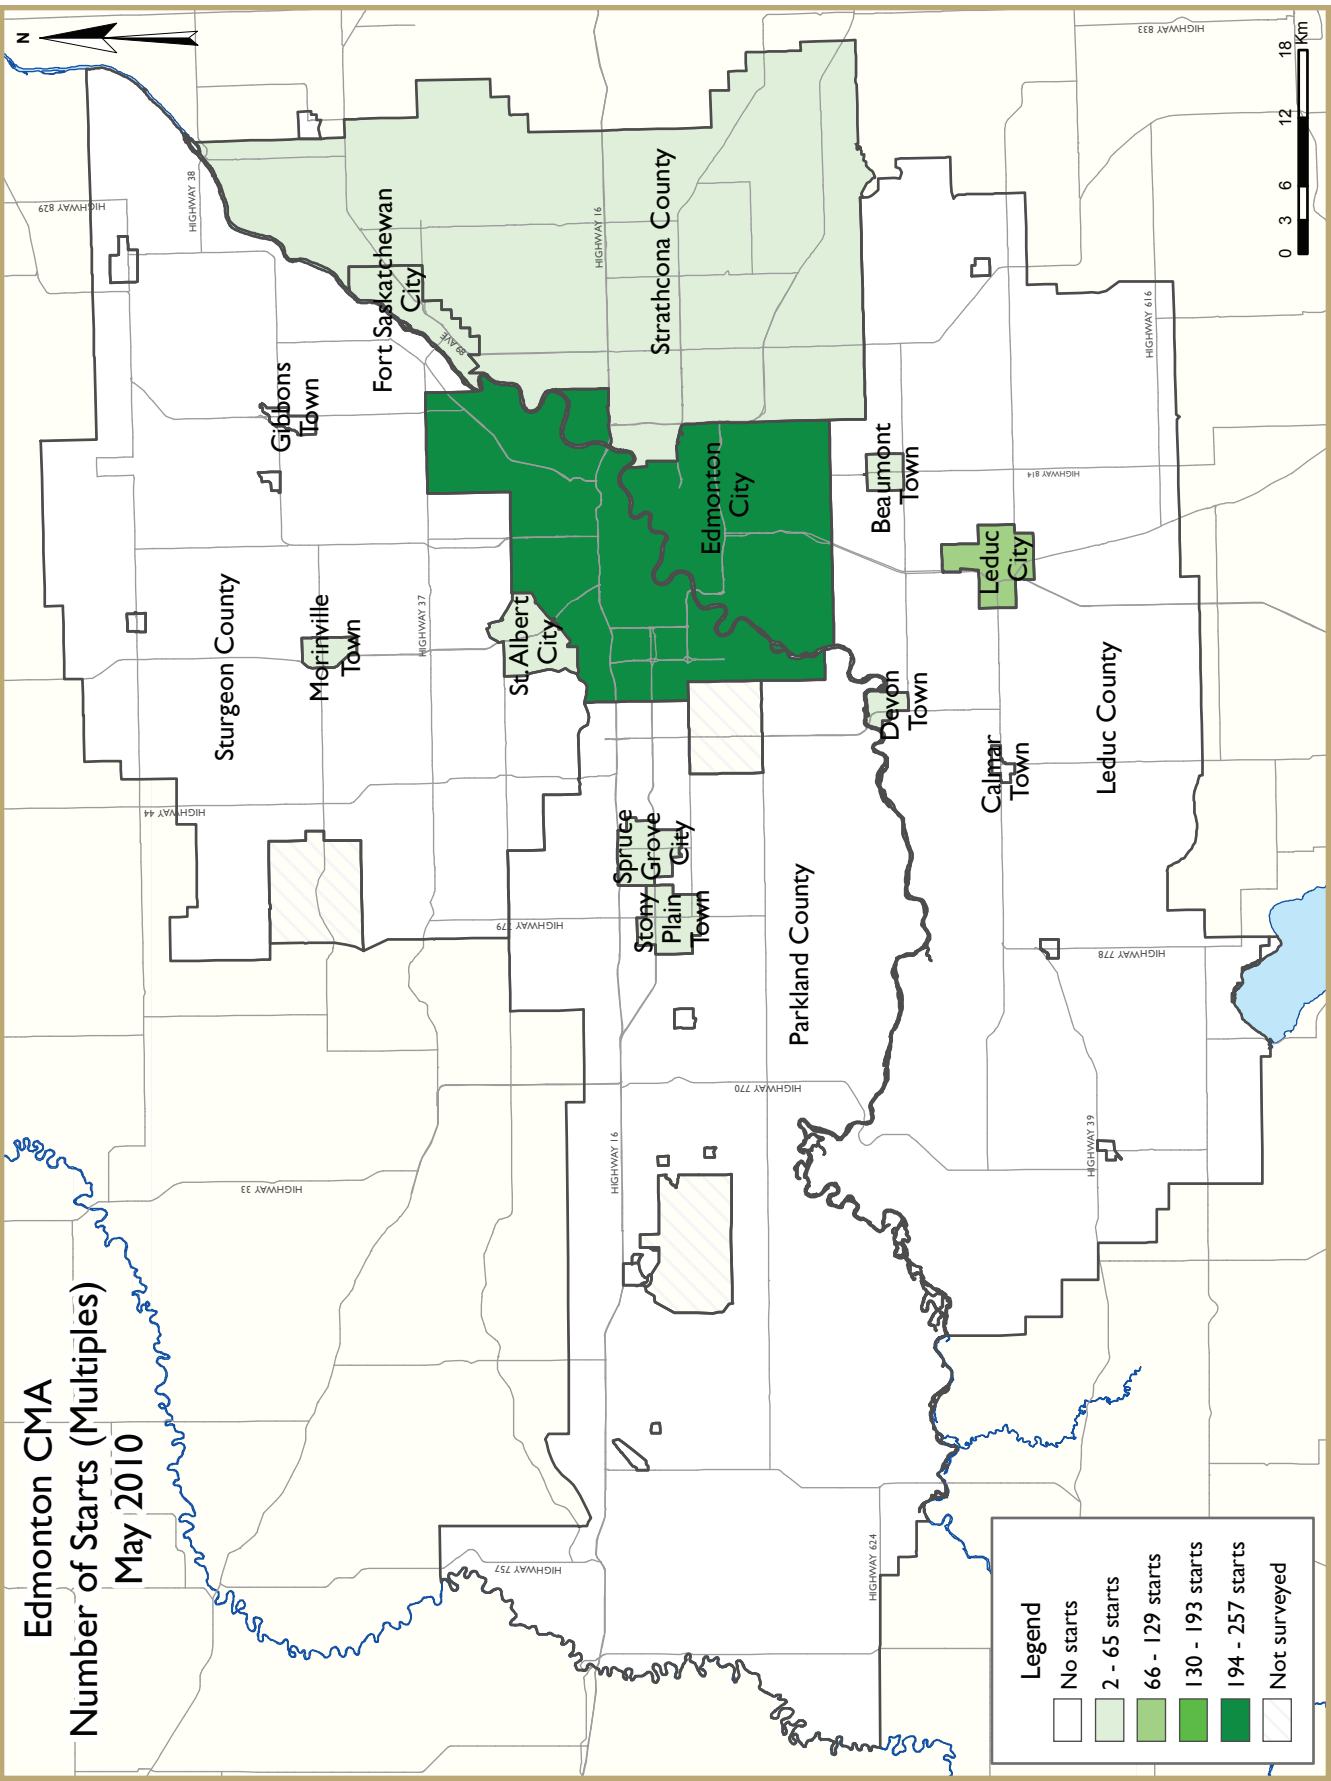 Edmonton CMA
Number of Starts (Multiples)
May 2010
N
HIGHWAY 833
HIGHWAY 829
HIGHWAY 38
Fort Saskatchewan
City
89 AVE
HIGHWAY 16
Strathcona County
Gibbons
Town
Sturgeon County
Morinville
Town
HIGHWAY 37
St. Albert
City
Edmonton
City
Beaumont
Town
HIGHWAY 814
HIGHWAY 616
Leduc
City
Devon
Town
Calmar
Town
Leduc County
HIGHWAY 44
HIGHWAY 779
Spruce
Grove
City
Stony
Plain
Town
Parkland County
HIGHWAY 778
HIGHWAY 770
HIGHWAY 39
HIGHWAY 33
HIGHWAY 16
HIGHWAY 757
HIGHWAY 624
0 3 6 12 18
Km
Legend
No starts
2 - 65 starts
66 - 129 starts
130 - 193 starts
194 - 257 starts
Not surveyed